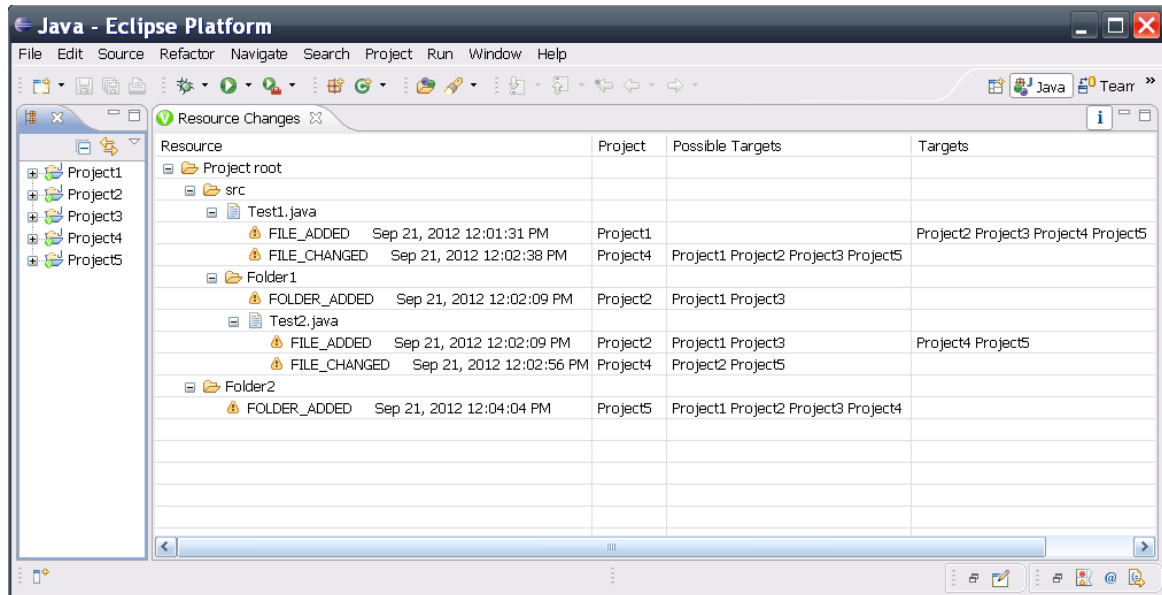 Java - Eclipse Platform
File Edit Source Refactor Navigate Search Project Run Window Help
Java Team »
Resource Changes
Resource Project Possible Targets Targets
Project1
Project2
Project3
Project4
Project5
Project root
src
Test1.java
FILE_ADDED Sep 21, 2012 12:01:31 PM Project1 Project2 Project3 Project4 Project5
FILE_CHANGED Sep 21, 2012 12:02:38 PM Project4 Project1 Project2 Project3 Project5
Folder1
FOLDER_ADDED Sep 21, 2012 12:02:09 PM Project2 Project1 Project3
Test2.java
FILE_ADDED Sep 21, 2012 12:02:09 PM Project2 Project1 Project3 Project4 Project5
FILE_CHANGED Sep 21, 2012 12:02:56 PM Project4 Project2 Project5
Folder2
FOLDER_ADDED Sep 21, 2012 12:04:04 PM Project5 Project1 Project2 Project3 Project4